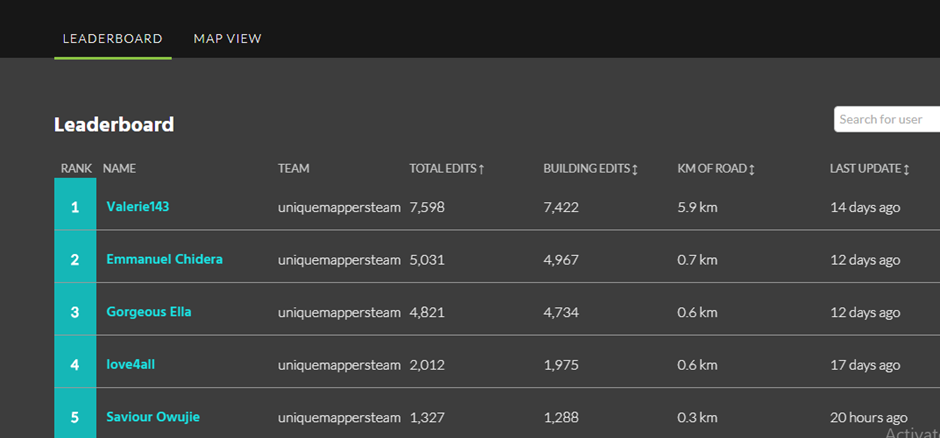 LEADERBOARD MAP VIEW
Leaderboard
Search for user
RANK NAME TEAM TOTAL EDITS↑ BUILDING EDITS↕ KM OF ROAD↕ LAST UPDATE↕
1 Valerie143 uniquemappersteam 7,598 7,422 5.9 km 14 days ago
2 Emmanuel Chidera uniquemappersteam 5,031 4,967 0.7 km 12 days ago
3 Gorgeous Ella uniquemappersteam 4,821 4,734 0.6 km 12 days ago
4 love4all uniquemappersteam 2,012 1,975 0.6 km 17 days ago
5 Saviour Owujie uniquemappersteam 1,327 1,288 0.3 km 20 hours ago